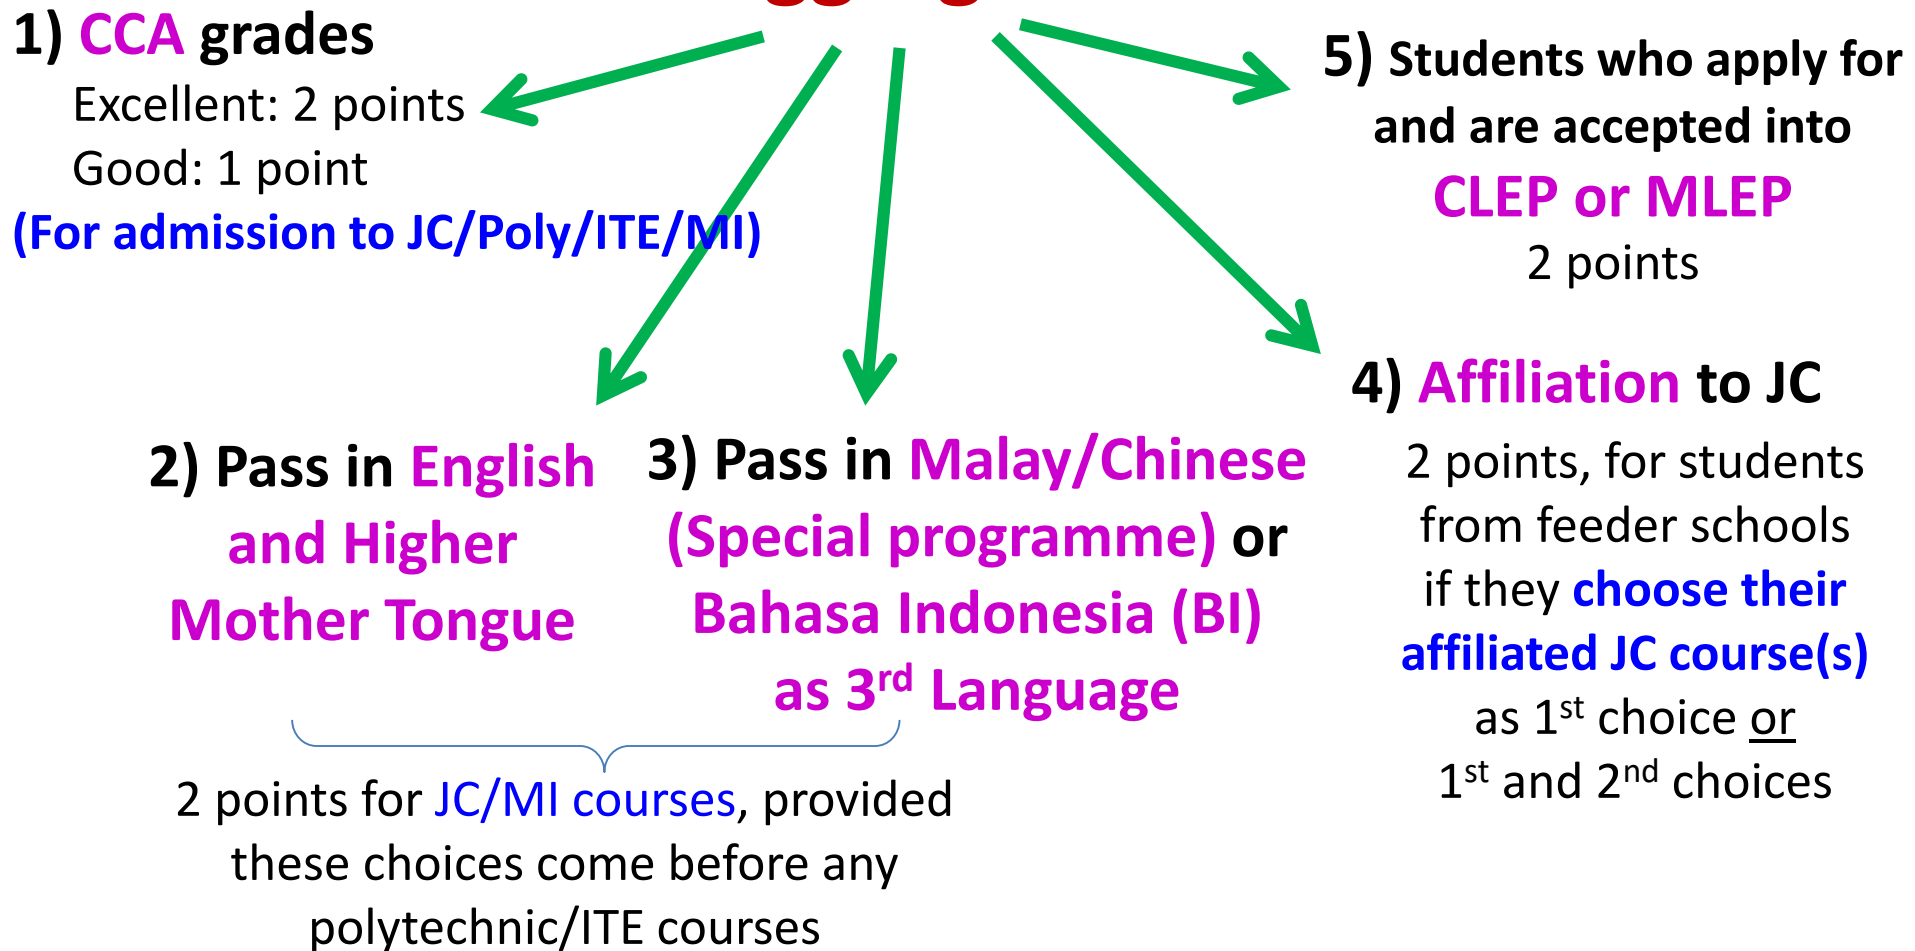 1) CCA grades
Excellent: 2 points
Good: 1 point
(For admission to JC/Poly/ITE/MI)
2) Pass in English
and Higher
Mother Tongue
3) Pass in Malay/Chinese
(Special programme) or
Bahasa Indonesia (BI)
as 3rd Language
2 points for JC/MI courses, provided
these choices come before any
polytechnic/ITE courses
4) Affiliation to JC
2 points, for students
from feeder schools
if they choose their
affiliated JC course(s)
as 1st choice or
1st and 2nd choices
5) Students who apply for
and are accepted into
CLEP or MLEP
2 points